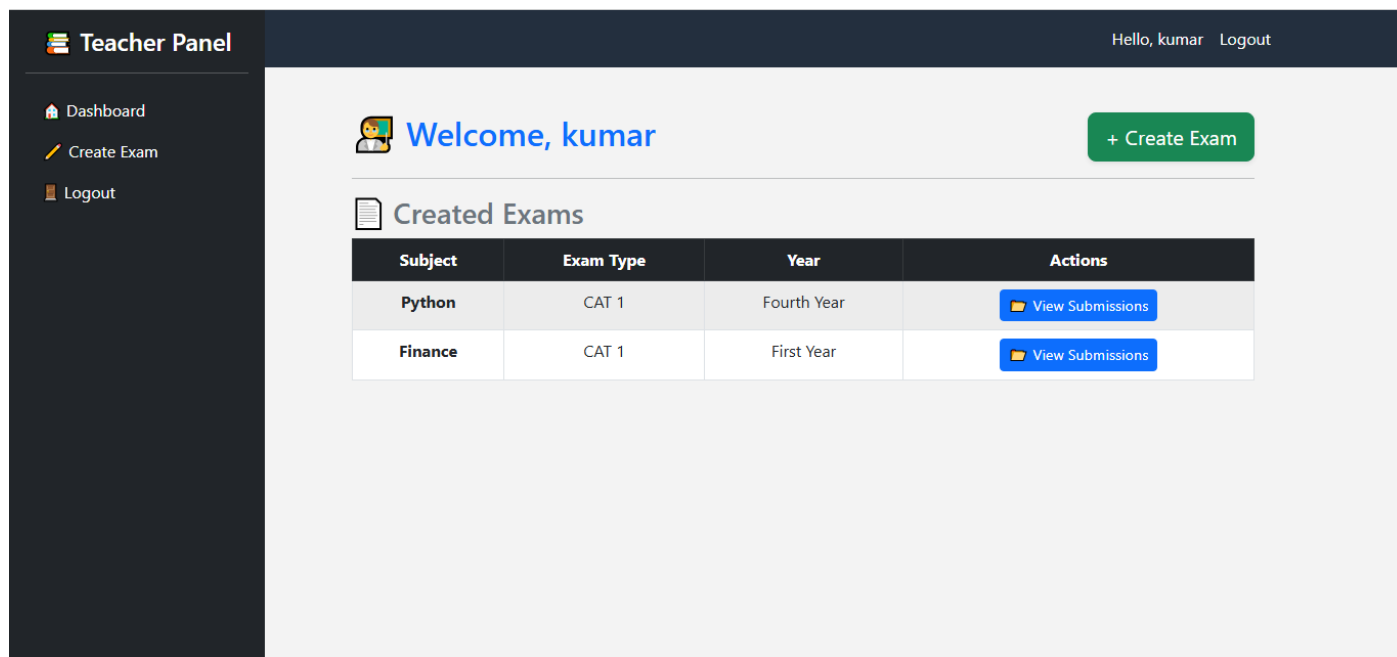 Teacher Panel
Hello, kumar Logout
Dashboard
Create Exam
Logout
Welcome, kumar
+ Create Exam
Created Exams
Subject Exam Type Year Actions
Python CAT 1 Fourth Year View Submissions
Finance CAT 1 First Year View Submissions